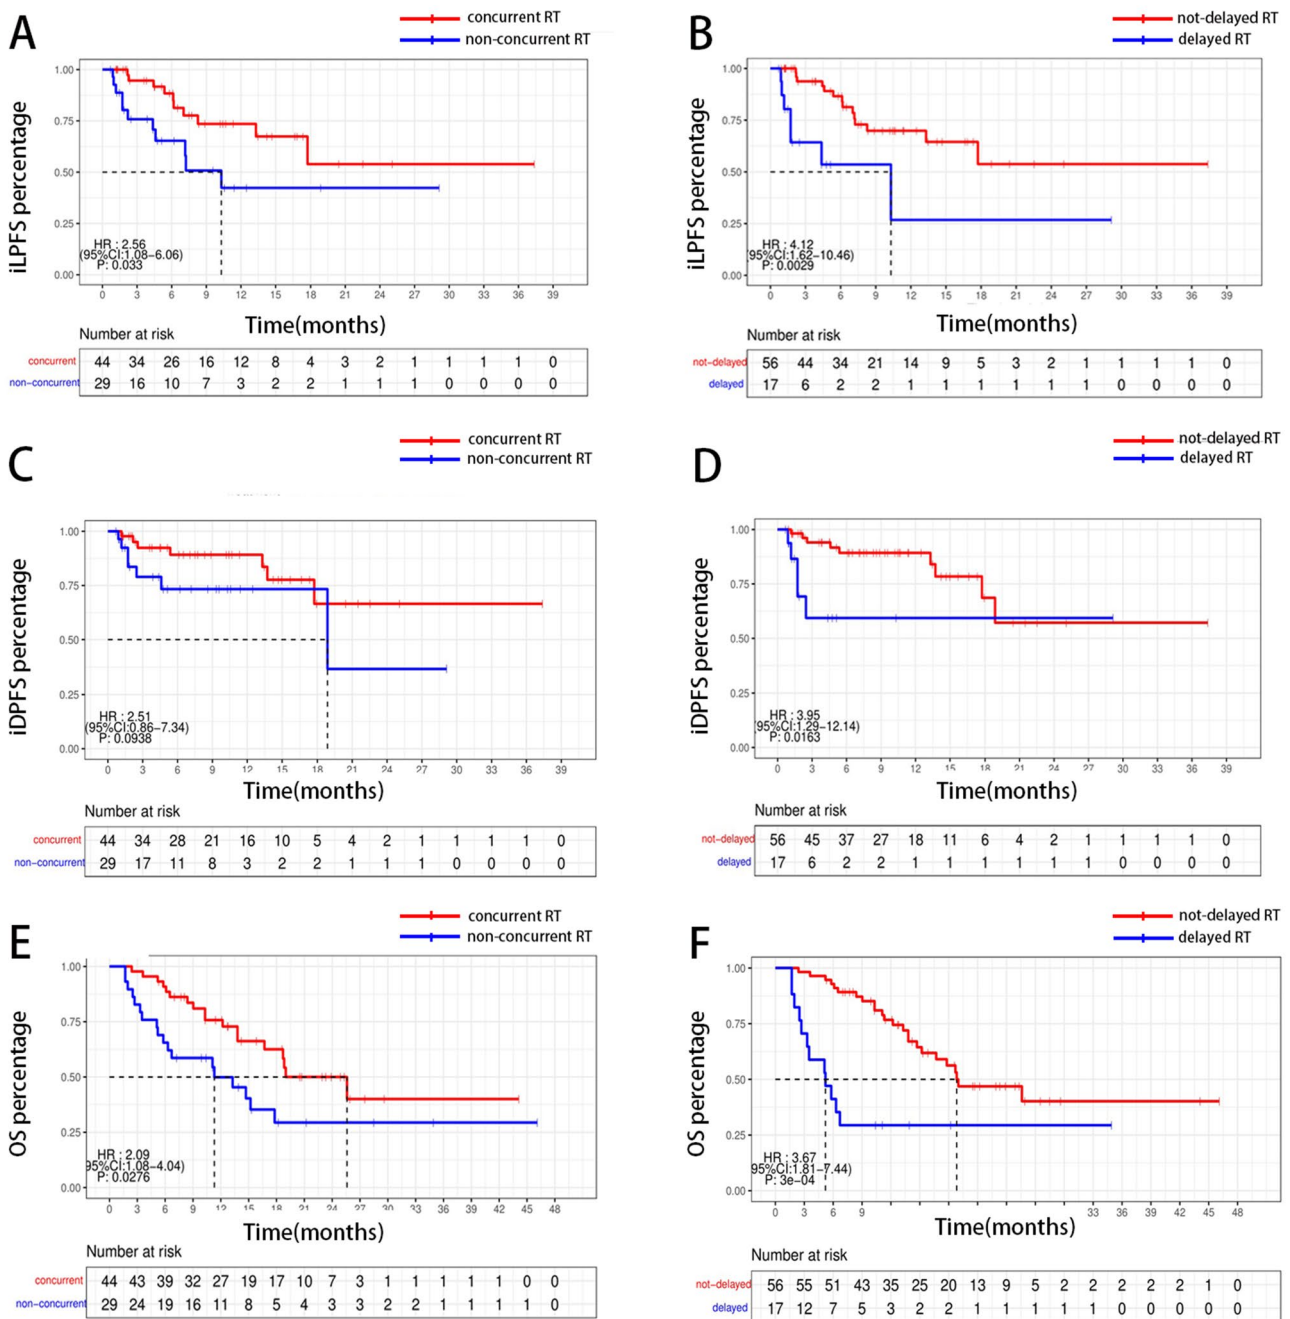 A
concurrent RT
non-concurrent RT
iLPFS percentage
1.00
0.75
0.50
0.25
0.00
HR : 2.56
(95%CI:1.08–6.06)
P: 0.033
0 3 6 9 12 15 18 21 24 27 30 33 36 39
Time(months)
Number at risk
concurrent 44 34 26 16 12 8 4 3 2 1 1 1 1 0
non-concurrent 29 16 10 7 3 2 2 1 1 1 0 0 0 0
B
not-delayed RT
delayed RT
iLPFS percentage
1.00
0.75
0.50
0.25
0.00
HR : 4.12
(95%CI:1.62–10.46)
P: 0.0029
0 3 6 9 12 15 18 21 24 27 30 33 36 39
Time(months)
Number at risk
not-delayed 56 44 34 21 14 9 5 3 2 1 1 1 1 0
delayed 17 6 2 2 1 1 1 1 1 1 0 0 0 0
C
concurrent RT
non-concurrent RT
iDPFS percentage
1.00
0.75
0.50
0.25
0.00
HR : 2.51
(95%CI:0.86–7.34)
P: 0.0938
0 3 6 9 12 15 18 21 24 27 30 33 36 39
Time(months)
Number at risk
concurrent 44 34 28 21 16 10 5 4 2 1 1 1 1 0
non-concurrent 29 17 11 8 3 2 2 1 1 1 0 0 0 0
D
not-delayed RT
delayed RT
iDPFS percentage
1.00
0.75
0.50
0.25
0.00
HR : 3.95
(95%CI:1.29–12.14)
P: 0.0163
0 3 6 9 12 15 18 21 24 27 30 33 36 39
Time(months)
Number at risk
not-delayed 56 45 37 27 18 11 6 4 2 1 1 1 1 0
delayed 17 6 2 2 1 1 1 1 1 1 0 0 0 0
E
concurrent RT
non-concurrent RT
OS percentage
1.00
0.75
0.50
0.25
0.00
HR : 2.09
95%CI:1.08–4.04)
P: 0.0276
0 3 6 9 12 15 18 21 24 27 30 33 36 39 42 45 48
Time(months)
Number at risk
concurrent 44 43 39 32 27 19 17 10 7 3 1 1 1 1 1 0 0
non-concurrent 29 24 19 16 11 8 5 4 3 3 2 2 1 1 1 1 0
F
not-delayed RT
delayed RT
OS percentage
1.00
0.75
0.50
0.25
0.00
HR : 3.67
95%CI:1.81–7.44)
P: 3e−04
0 3 6 9 33 36 39 42 45 48
Time(months)
Number at risk
not-delayed 56 55 51 43 35 25 20 13 9 5 2 2 2 2 2 1 0
delayed 17 12 7 5 3 2 2 1 1 1 1 1 0 0 0 0 0